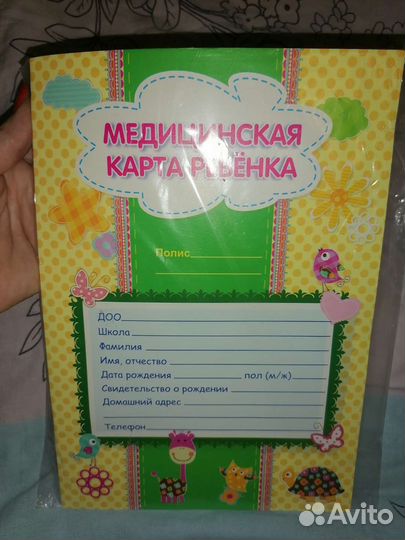 МЕДИЦИНСКАЯ
КАРТА РЕБЁНКА
Полис
ДОО
Школа
Фамилия
Имя, отчество
Дата рождения пол (м/ж)
Свидетельство о рождении
Домашний адрес
Телефон
Avito